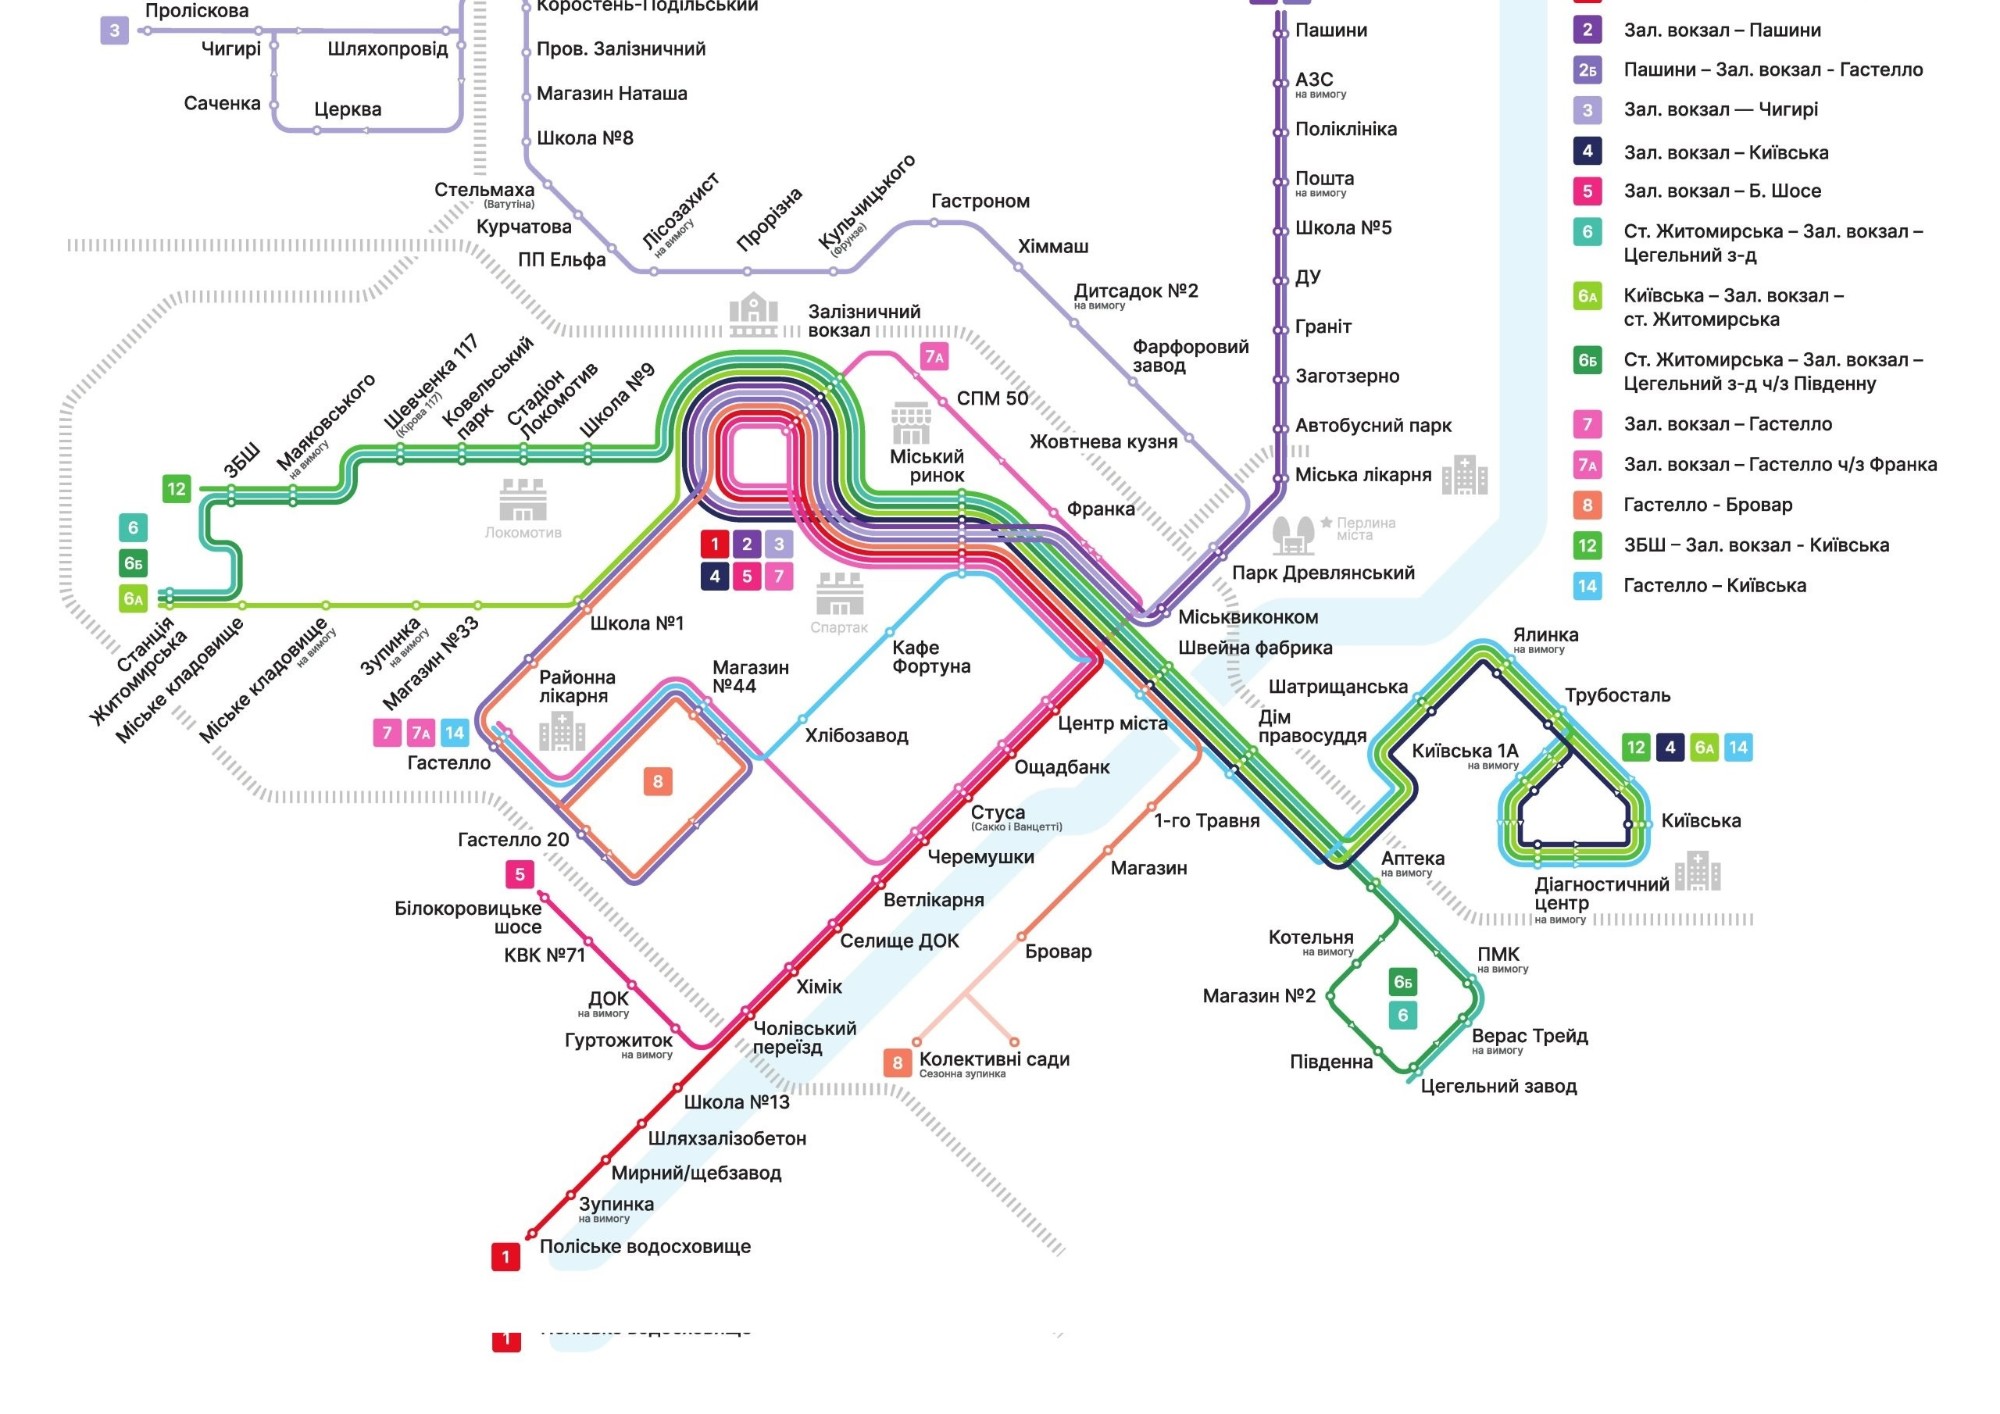 Проліскова
3
Чигирі
Шляхопровід
Саченка
Церква
Коростень-Подільський
Пров. Залізничний
Магазин Наташа
Школа №8
Стельмаха
(Ватутіна)
Курчатова
ПП Ельфа
Лісозахист
на вимогу
Прорізна
Кульчицького
(Фрунзе)
Гастроном
Хіммаш
Дитсадок №2
на вимогу
Фарфоровий
завод
Жовтнева кузня
Пашини
АЗС
на вимогу
Поліклініка
Пошта
на вимогу
Школа №5
ДУ
Граніт
Заготзерно
Автобусний парк
Міська лікарня
Перлина
міста
Парк Древлянський
Міськвиконком
Швейна фабрика
2
Зал. вокзал – Пашини
2Б
Пашини – Зал. вокзал - Гастелло
3
Зал. вокзал — Чигирі
4
Зал. вокзал – Київська
5
Зал. вокзал – Б. Шосе
6
Ст. Житомирська – Зал. вокзал –
Цегельний з-д
6А
Київська – Зал. вокзал –
ст. Житомирська
6Б
Ст. Житомирська – Зал. вокзал –
Цегельний з-д ч/з Південну
7
Зал. вокзал – Гастелло
7А
Зал. вокзал – Гастелло ч/з Франка
8
Гастелло - Бровар
12
ЗБШ – Зал. вокзал - Київська
14
Гастелло – Київська
Залізничний
вокзал
7А
СПМ 50
Міський
ринок
Франка
Шевченка 117
(Кірова 117)
Ковельський
парк
Стадіон
Локомотив
Школа №9
Маяковського
на вимогу
ЗБШ
12
6
6Б
6А
Локомотив
1 2 3
4 5 7
Спартак
Станція
Житомирська
Міське кладовище
Міське кладовище
на вимогу
Зупинка
на вимогу
Магазин №33
Школа №1
Районна
лікарня
Магазин
№44
Кафе
Фортуна
Хлібозавод
7 7А 14
Гастелло
8
Гастелло 20
5
Білокоровицьке
шосе
КВК №71
ДОК
на вимогу
Гуртожиток
на вимогу
Центр міста
Ощадбанк
Стуса
(Сакко і Ванцетті)
Черемушки
Ветлікарня
Селище ДОК
Хімік
Чолівський
переїзд
Школа №13
Шляхзалізобетон
Мирний/щебзавод
Зупинка
на вимогу
Поліське водосховище
1
1-го Травня
Магазин
Бровар
8
Колективні сади
Сезонна зупинка
Шатрищанська
Дім
правосуддя
Ялинка
на вимогу
Трубосталь
Київська 1А
на вимогу
12 4 6А 14
Київська
Діагностичний
центр
на вимогу
Аптека
на вимогу
Котельня
на вимогу
ПМК
на вимогу
Магазин №2
6Б
6
Верас Трейд
на вимогу
Південна
Цегельний завод
1